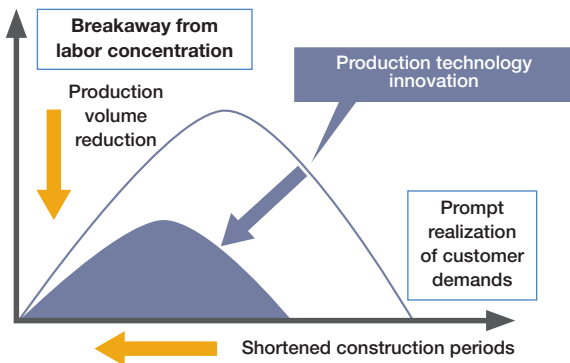 Breakaway from
labor concentration
Production technology
innovation
Production
volume
reduction
Prompt
realization
of customer
demands
Shortened construction periods